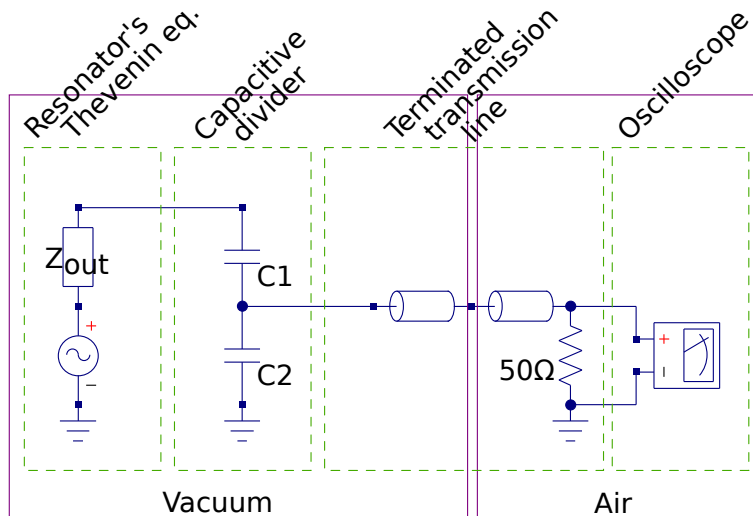 Resonator's
Thevenin eq.
Capacitive
divider
Terminated
transmission
line
Oscilloscope
Zout
+
−
C1
C2
50Ω
+
−
Vacuum
Air